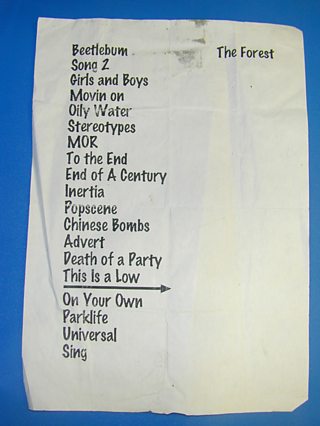 Beetlebum
The Forest
Song 2
Girls and Boys
Movin on
Oily Water
Stereotypes
MOR
To the End
End of A Century
Inertia
Popscene
Chinese Bombs
Advert
Death of a Party
This Is a Low
On Your Own
Parklife
Universal
Sing